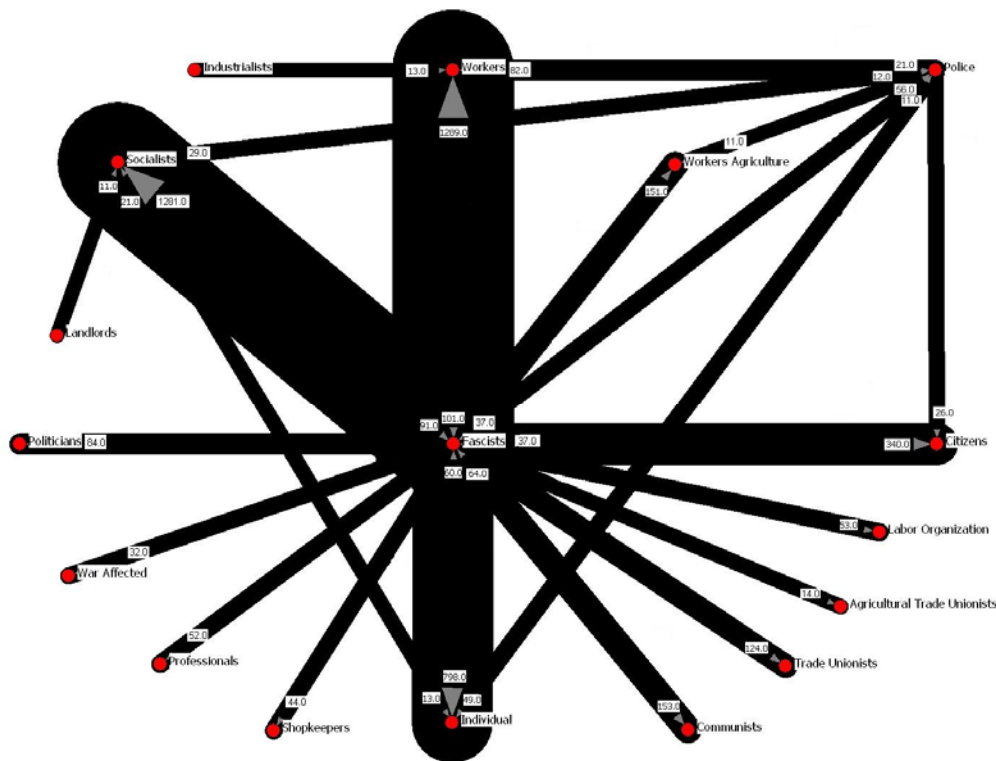 Industrialists
13.0
Workers
82.0
21.0
Police
12.0
56.0
11.0
1289.0
29.0
Socialists
11.0
Workers Agriculture
151.0
11.0
21.0
1281.0
Landlords
Politicians
84.0
91.0
101.0
37.0
Fascists
37.0
26.0
340.0
Citizens
60.0
64.0
53.0
Labor Organization
32.0
War Affected
14.0
Agricultural Trade Unionists
52.0
Professionals
124.0
Trade Unionists
798.0
13.0
49.0
Individual
44.0
Shopkeepers
153.0
Communists